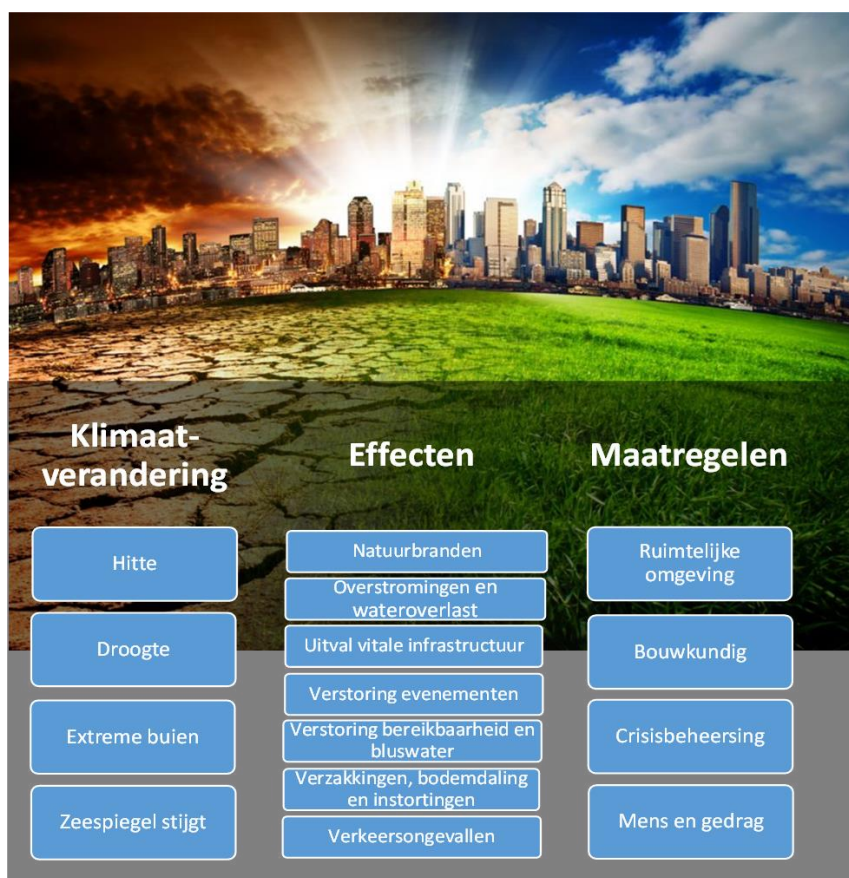 Klimaat-
verandering
Hitte
Droogte
Extreme buien
Zeespiegel stijgt
Effecten
Natuurbranden
Overstromingen en
wateroverlast
Uitval vitale infrastructuur
Verstoring evenementen
Verstoring bereikbaarheid en
bluswater
Verzakkingen, bodemdaling
en instortingen
Verkeersongevallen
Maatregelen
Ruimtelijke
omgeving
Bouwkundig
Crisisbeheersing
Mens en gedrag